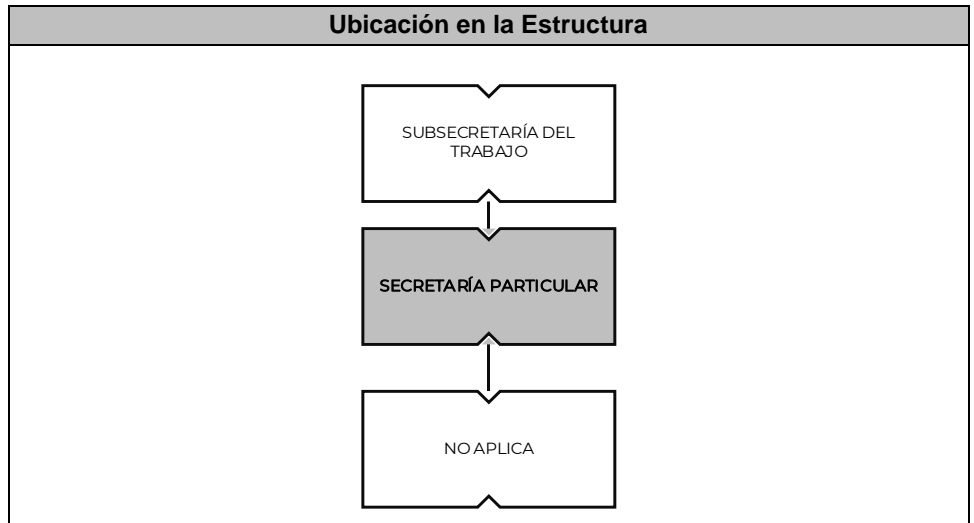 Ubicación en la Estructura
SUBSECRETARÍA DEL
TRABAJO
SECRETARÍA PARTICULAR
NO APLICA